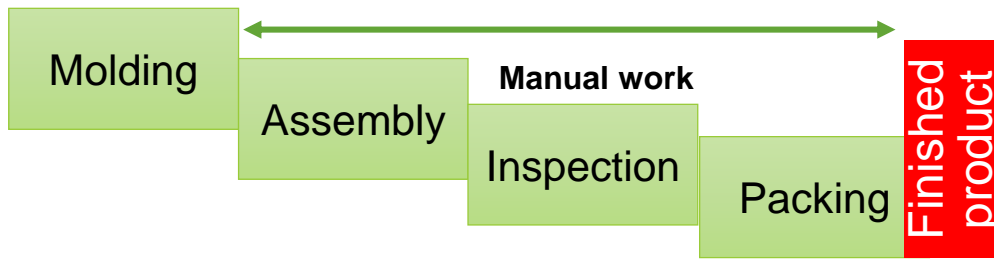 Molding
Manual work
Assembly
Inspection
Packing
Finished
product